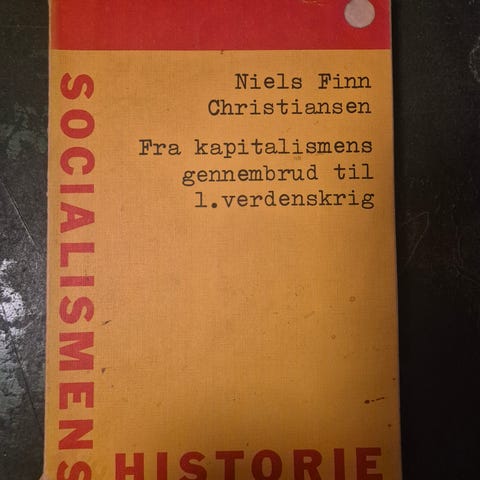 Niels Finn
Christiansen
Fra kapitalismens
gennembrud til
1.verdenskrig
SOCIALISMENS
HISTORIE